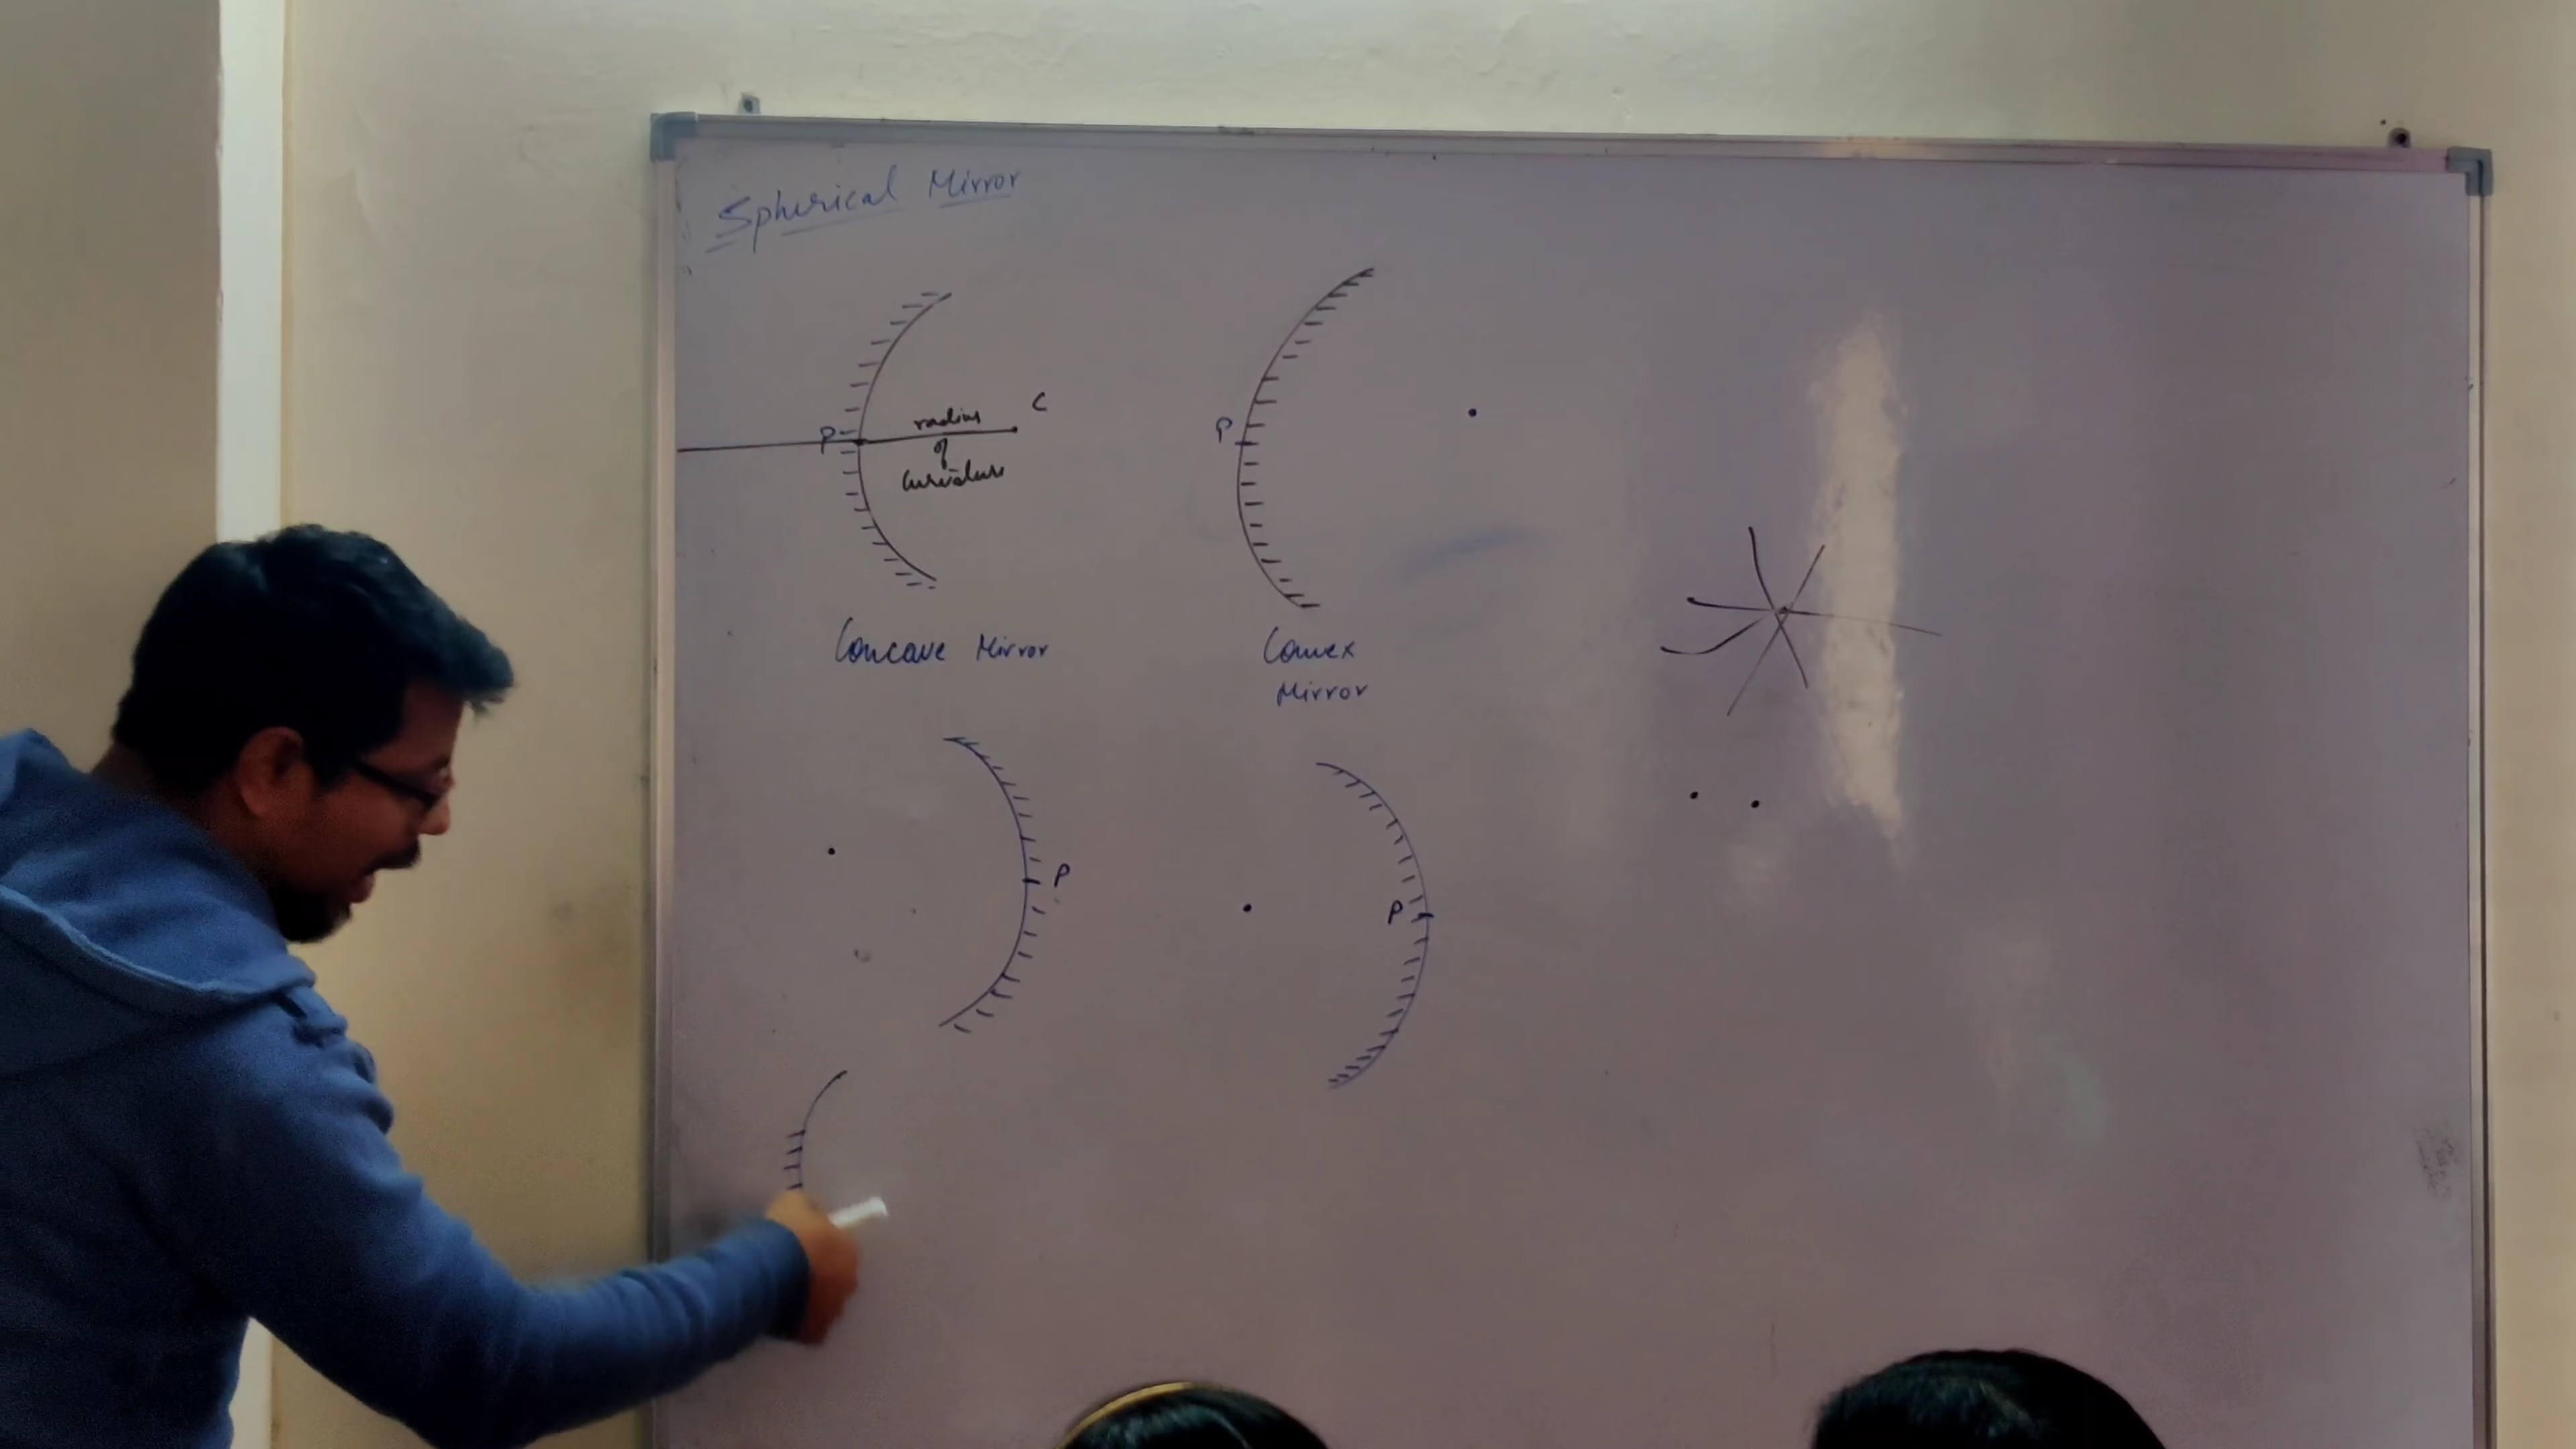 Spherical Mirror
C
radius
P
of
curvature
P
Concave Mirror
Convex
Mirror
P
P